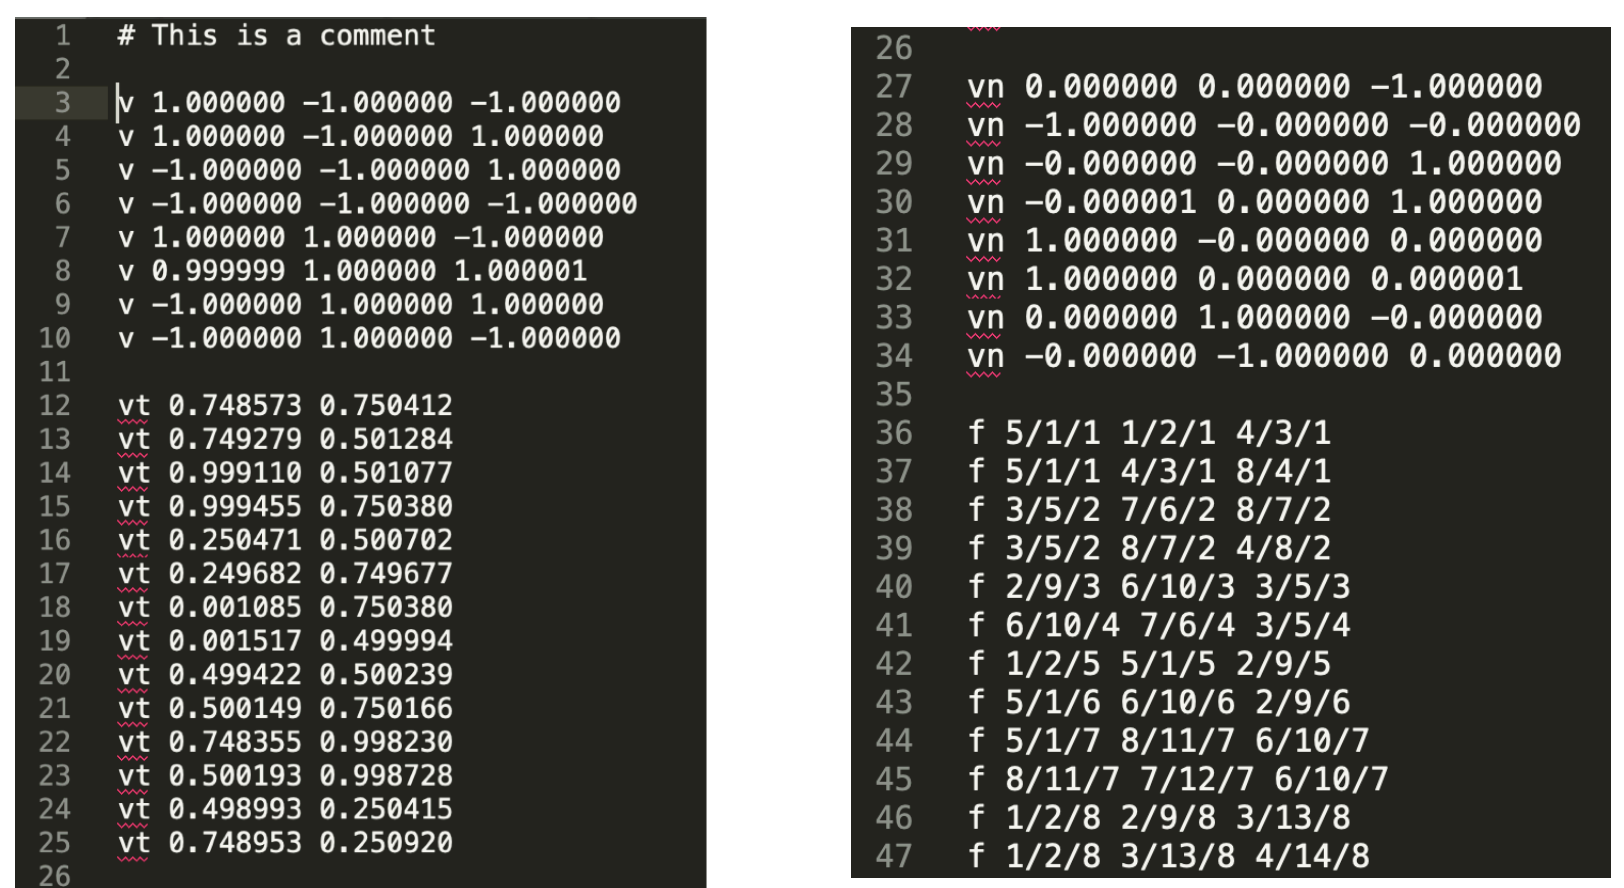 1 # This is a comment
2
3 v 1.000000 -1.000000 -1.000000
4 v 1.000000 -1.000000 1.000000
5 v -1.000000 -1.000000 1.000000
6 v -1.000000 -1.000000 -1.000000
7 v 1.000000 1.000000 -1.000000
8 v 0.999999 1.000000 1.000001
9 v -1.000000 1.000000 1.000000
10 v -1.000000 1.000000 -1.000000
11
12 vt 0.748573 0.750412
13 vt 0.749279 0.501284
14 vt 0.999110 0.501077
15 vt 0.999455 0.750380
16 vt 0.250471 0.500702
17 vt 0.249682 0.749677
18 vt 0.001085 0.750380
19 vt 0.001517 0.499994
20 vt 0.499422 0.500239
21 vt 0.500149 0.750166
22 vt 0.748355 0.998230
23 vt 0.500193 0.998728
24 vt 0.498993 0.250415
25 vt 0.748953 0.250920
26
26
27 vn 0.000000 0.000000 -1.000000
28 vn -1.000000 -0.000000 -0.000000
29 vn -0.000000 -0.000000 1.000000
30 vn -0.000001 0.000000 1.000000
31 vn 1.000000 -0.000000 0.000000
32 vn 1.000000 0.000000 0.000001
33 vn 0.000000 1.000000 -0.000000
34 vn -0.000000 -1.000000 0.000000
35
36 f 5/1/1 1/2/1 4/3/1
37 f 5/1/1 4/3/1 8/4/1
38 f 3/5/2 7/6/2 8/7/2
39 f 3/5/2 8/7/2 4/8/2
40 f 2/9/3 6/10/3 3/5/3
41 f 6/10/4 7/6/4 3/5/4
42 f 1/2/5 5/1/5 2/9/5
43 f 5/1/6 6/10/6 2/9/6
44 f 5/1/7 8/11/7 6/10/7
45 f 8/11/7 7/12/7 6/10/7
46 f 1/2/8 2/9/8 3/13/8
47 f 1/2/8 3/13/8 4/14/8